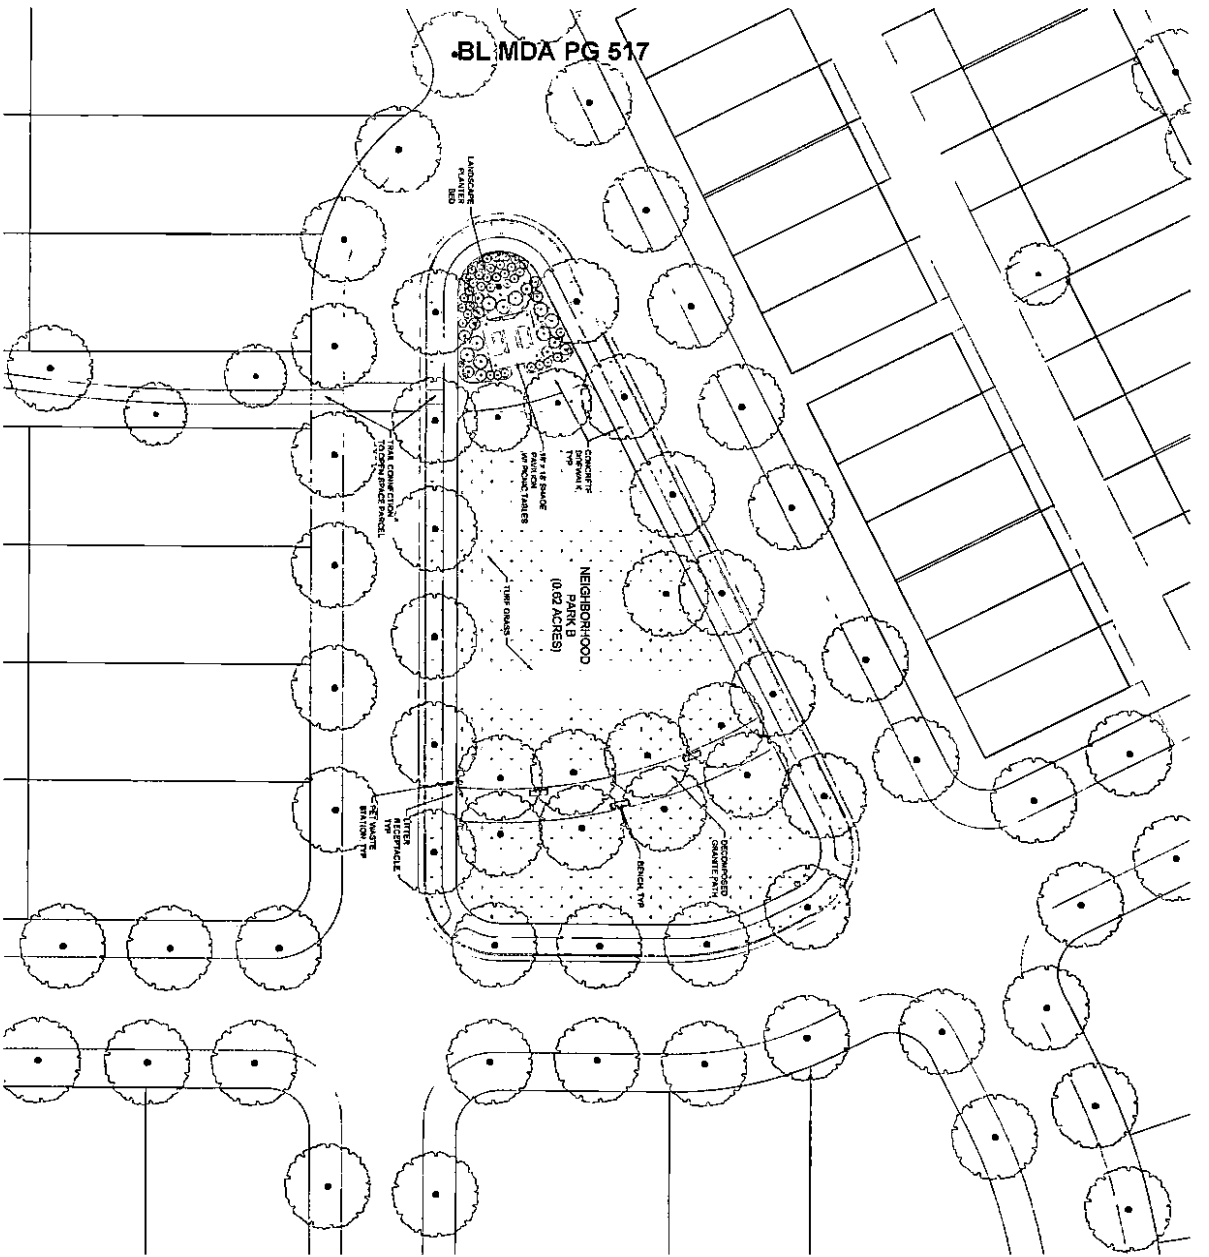 BL MDA PG 517
LANDSCAPE
PLANTER
BED
CONCRETE
SIDEWALK,
TYP
SHADE
PAVILION
W/ PICNIC TABLES
TRAIL CONNECTION
TO OPEN SPACE PARCEL
NEIGHBORHOOD
PARK B
(0.62 ACRES)
TURF GRASS
PET WASTE
STATION, TYP
LITTER
RECEPTACLE,
TYP
BENCH, TYP
DECOMPOSED
GRANITE PATH